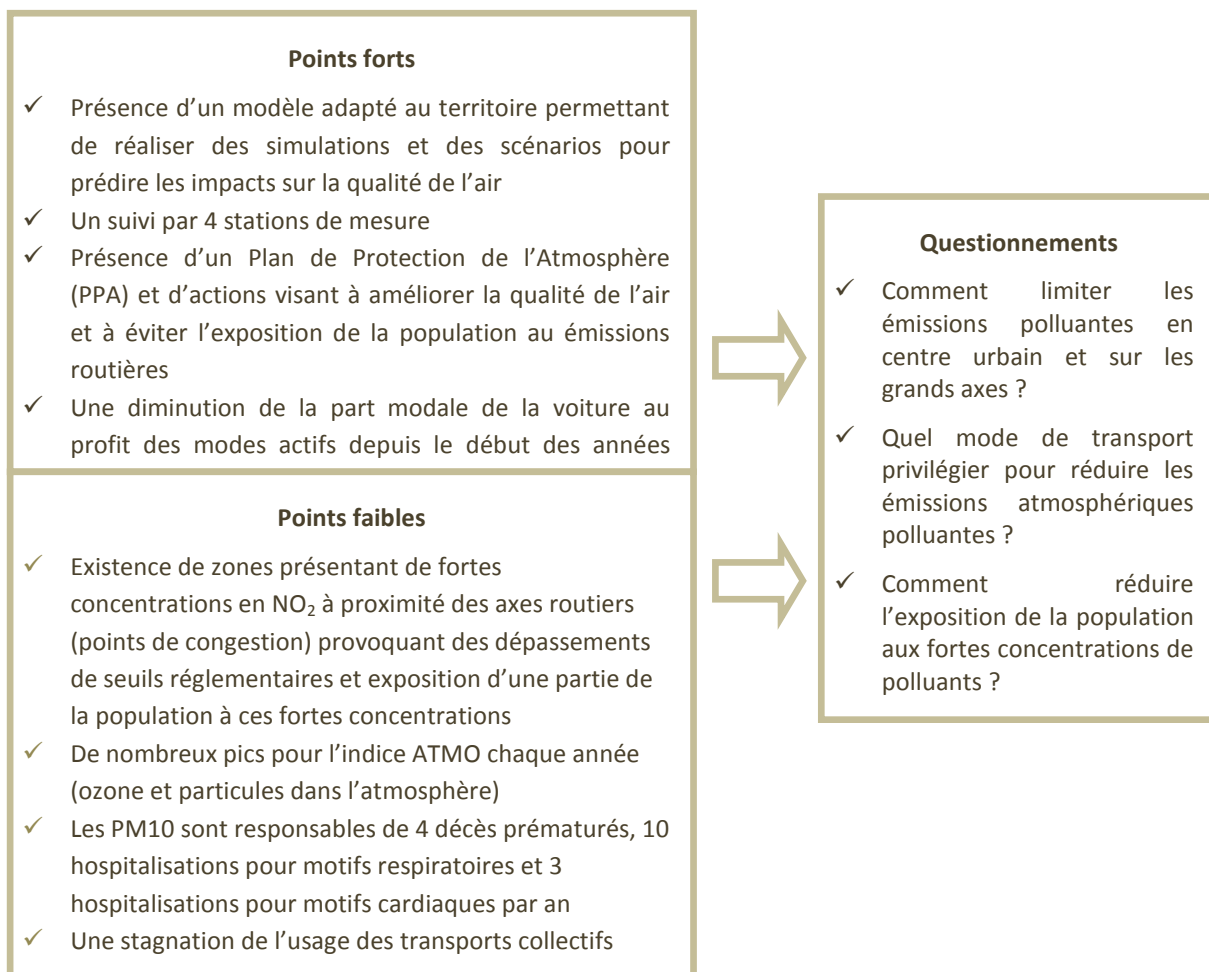 Points forts
✓ Présence d'un modèle adapté au territoire permettant
de réaliser des simulations et des scénarios pour
prédire les impacts sur la qualité de l'air
✓ Un suivi par 4 stations de mesure
✓ Présence d'un Plan de Protection de l'Atmosphère
(PPA) et d'actions visant à améliorer la qualité de l'air
et à éviter l'exposition de la population au émissions
routières
✓ Une diminution de la part modale de la voiture au
profit des modes actifs depuis le début des années
Points faibles
✓ Existence de zones présentant de fortes
concentrations en NO₂ à proximité des axes routiers
(points de congestion) provoquant des dépassements
de seuils réglementaires et exposition d'une partie de
la population à ces fortes concentrations
✓ De nombreux pics pour l'indice ATMO chaque année
(ozone et particules dans l'atmosphère)
✓ Les PM10 sont responsables de 4 décès prématurés, 10
hospitalisations pour motifs respiratoires et 3
hospitalisations pour motifs cardiaques par an
✓ Une stagnation de l'usage des transports collectifs
Questionnements
✓ Comment limiter les
émissions polluantes en
centre urbain et sur les
grands axes ?
✓ Quel mode de transport
privilégier pour réduire les
émissions atmosphériques
polluantes ?
✓ Comment réduire
l'exposition de la population
aux fortes concentrations de
polluants ?